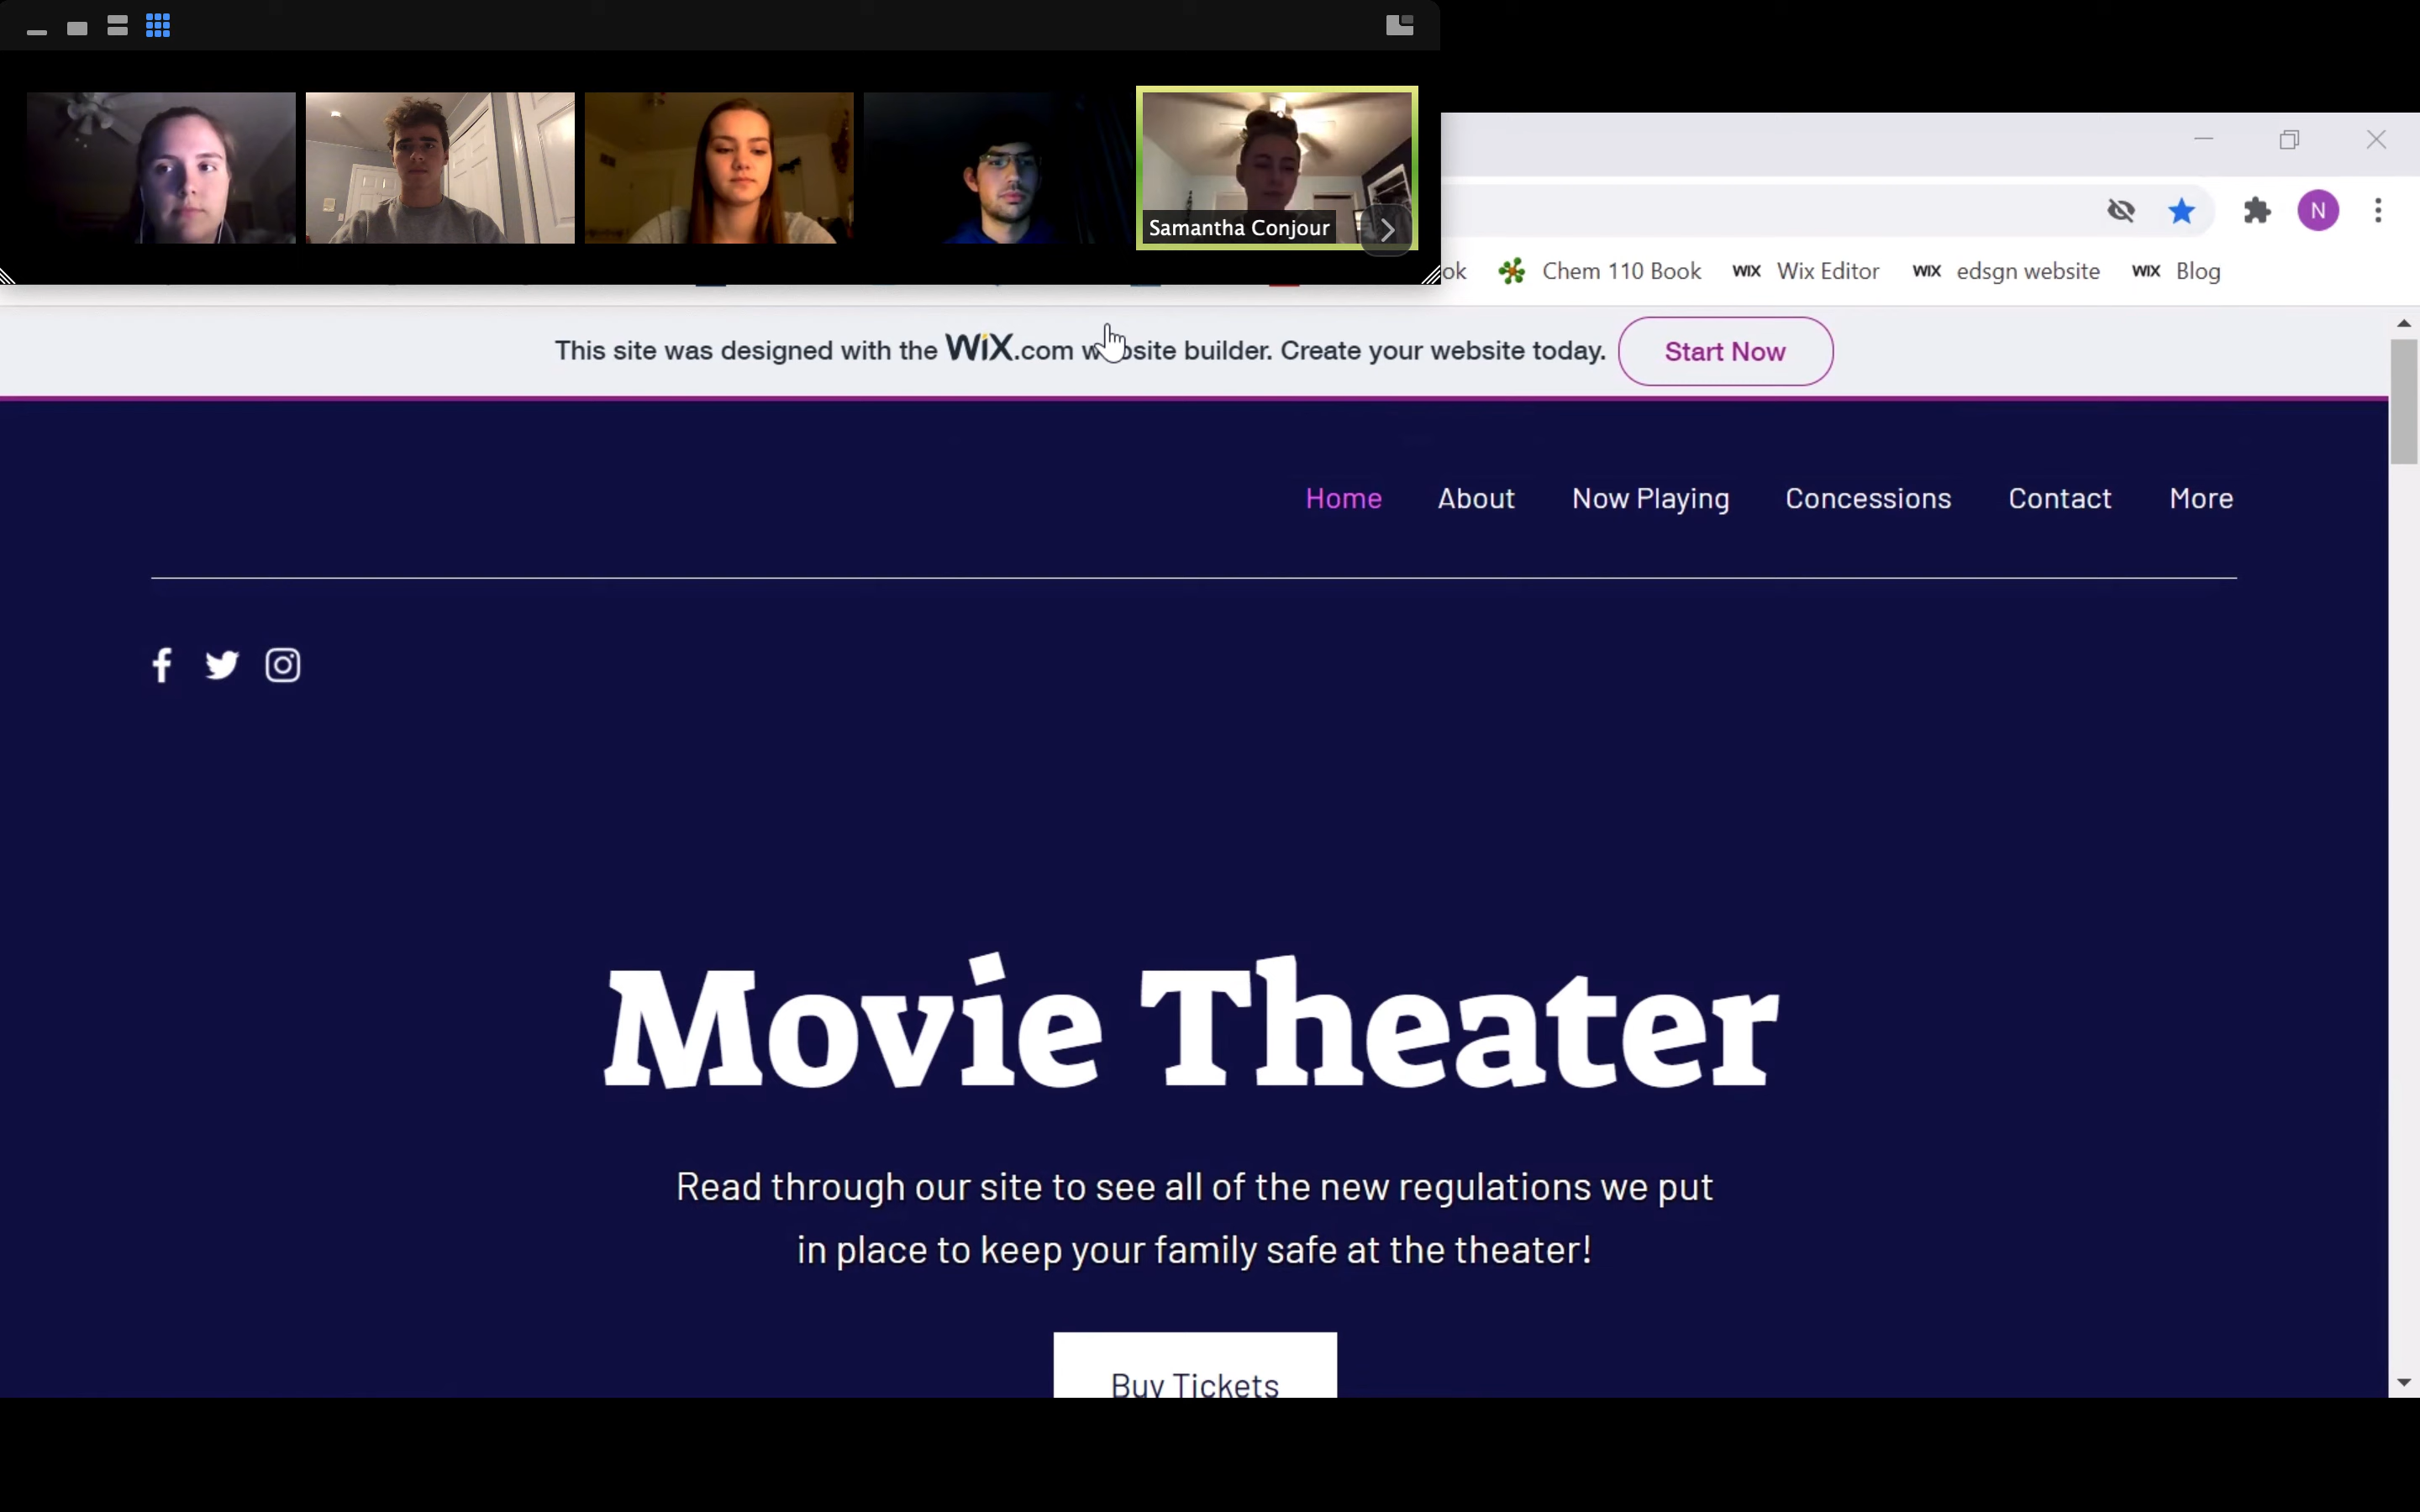 Samantha Conjour
N
ok Chem 110 Book WIX Wix Editor WIX edsgn website WIX Blog
This site was designed with the WiX.com website builder. Create your website today. Start Now
Home About Now Playing Concessions Contact More
Movie Theater
Read through our site to see all of the new regulations we put
in place to keep your family safe at the theater!
Buy Tickets